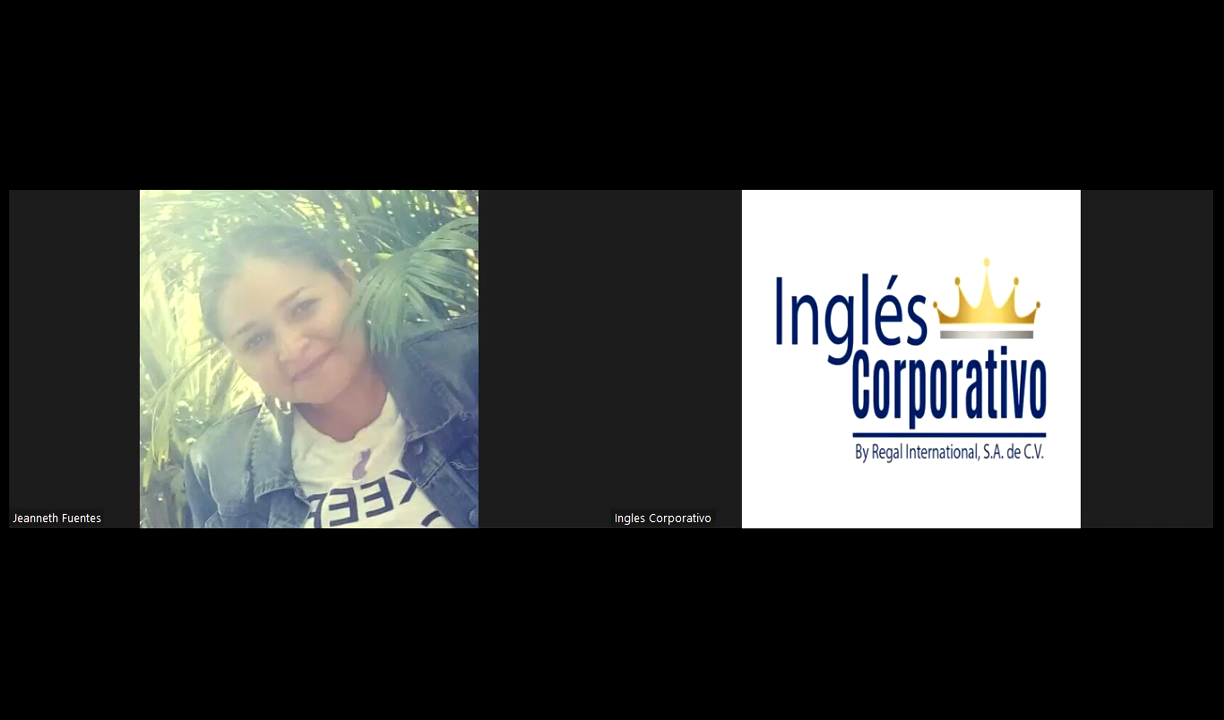 Jeanneth Fuentes
Inglés
Corporativo
By Regal International, S.A. de C.V.
Ingles Corporativo